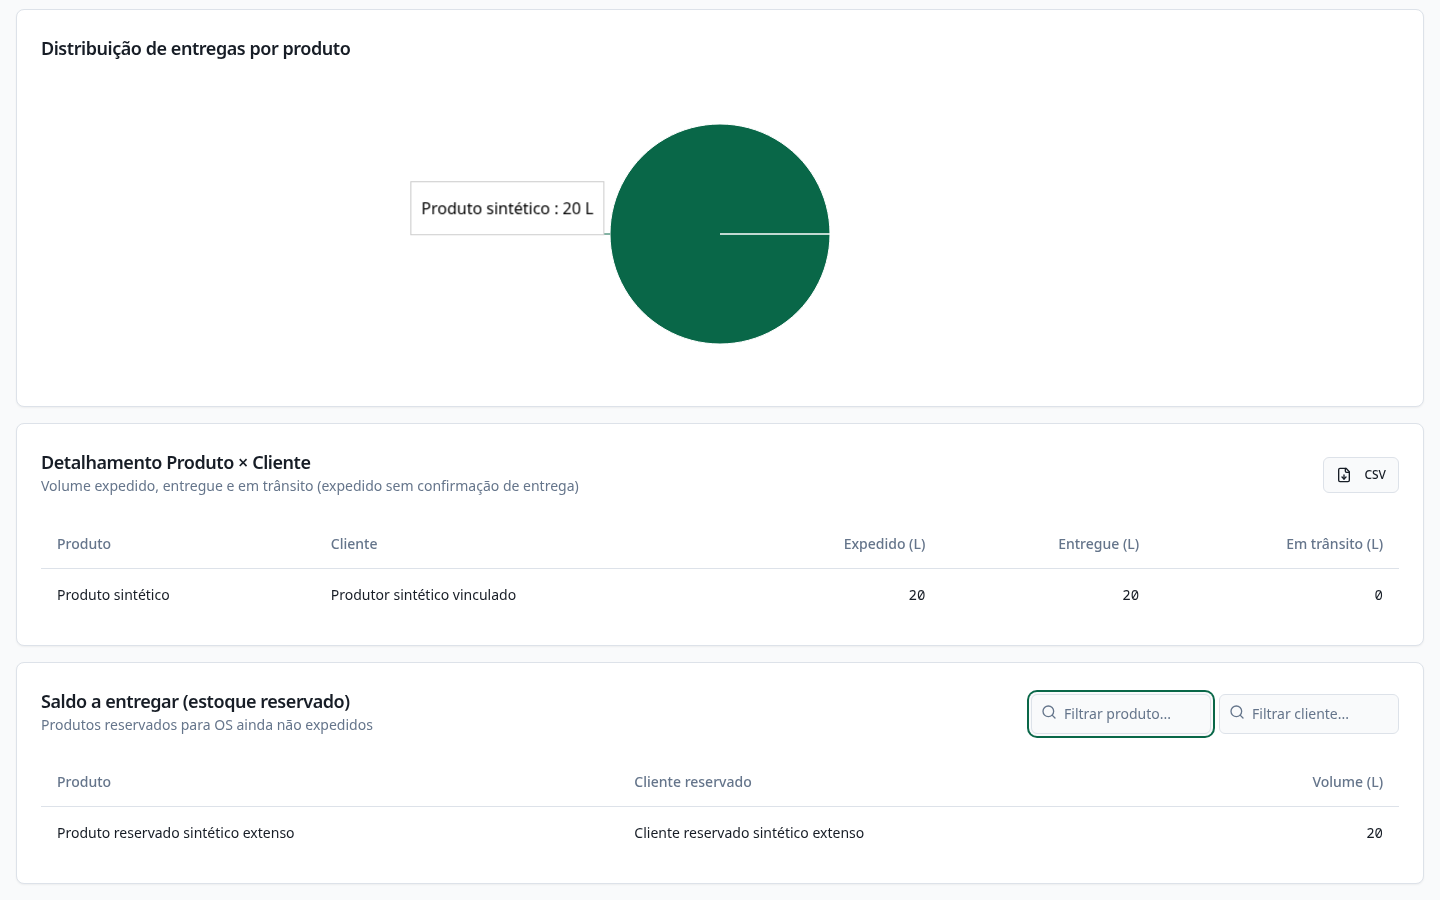 Distribuição de entregas por produto
Produto sintético : 20 L
Detalhamento Produto × Cliente
Volume expedido, entregue e em trânsito (expedido sem confirmação de entrega)
CSV
Produto Cliente Expedido (L) Entregue (L) Em trânsito (L)
Produto sintético Produtor sintético vinculado 20 20 0
Saldo a entregar (estoque reservado)
Produtos reservados para OS ainda não expedidos
Filtrar produto... Filtrar cliente...
Produto Cliente reservado Volume (L)
Produto reservado sintético extenso Cliente reservado sintético extenso 20